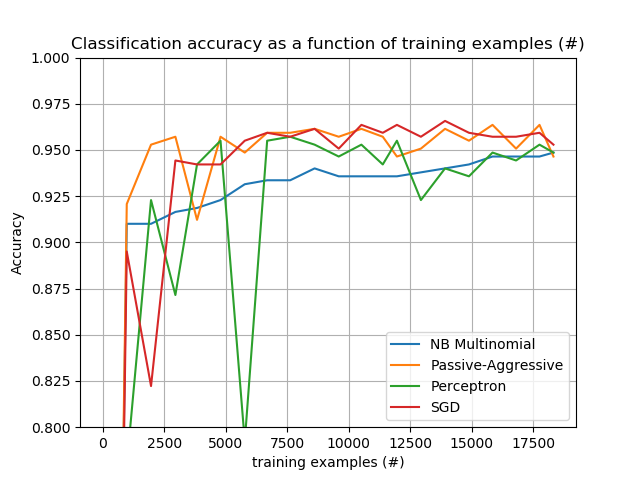 Classification accuracy as a function of training examples (#)
1.000
0.975
0.950
0.925
0.900
0.875
0.850
0.825
0.800
Accuracy
NB Multinomial
Passive-Aggressive
Perceptron
SGD
0 2500 5000 7500 10000 12500 15000 17500
training examples (#)